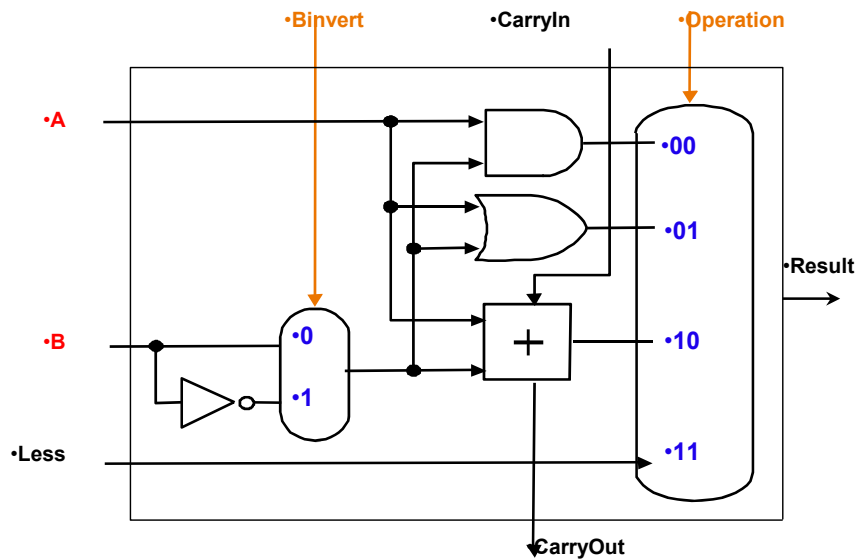 •Binvert
•CarryIn
•Operation
•A
•00
•01
•Result
•B
•0
+
•10
•1
•Less
•11
CarryOut